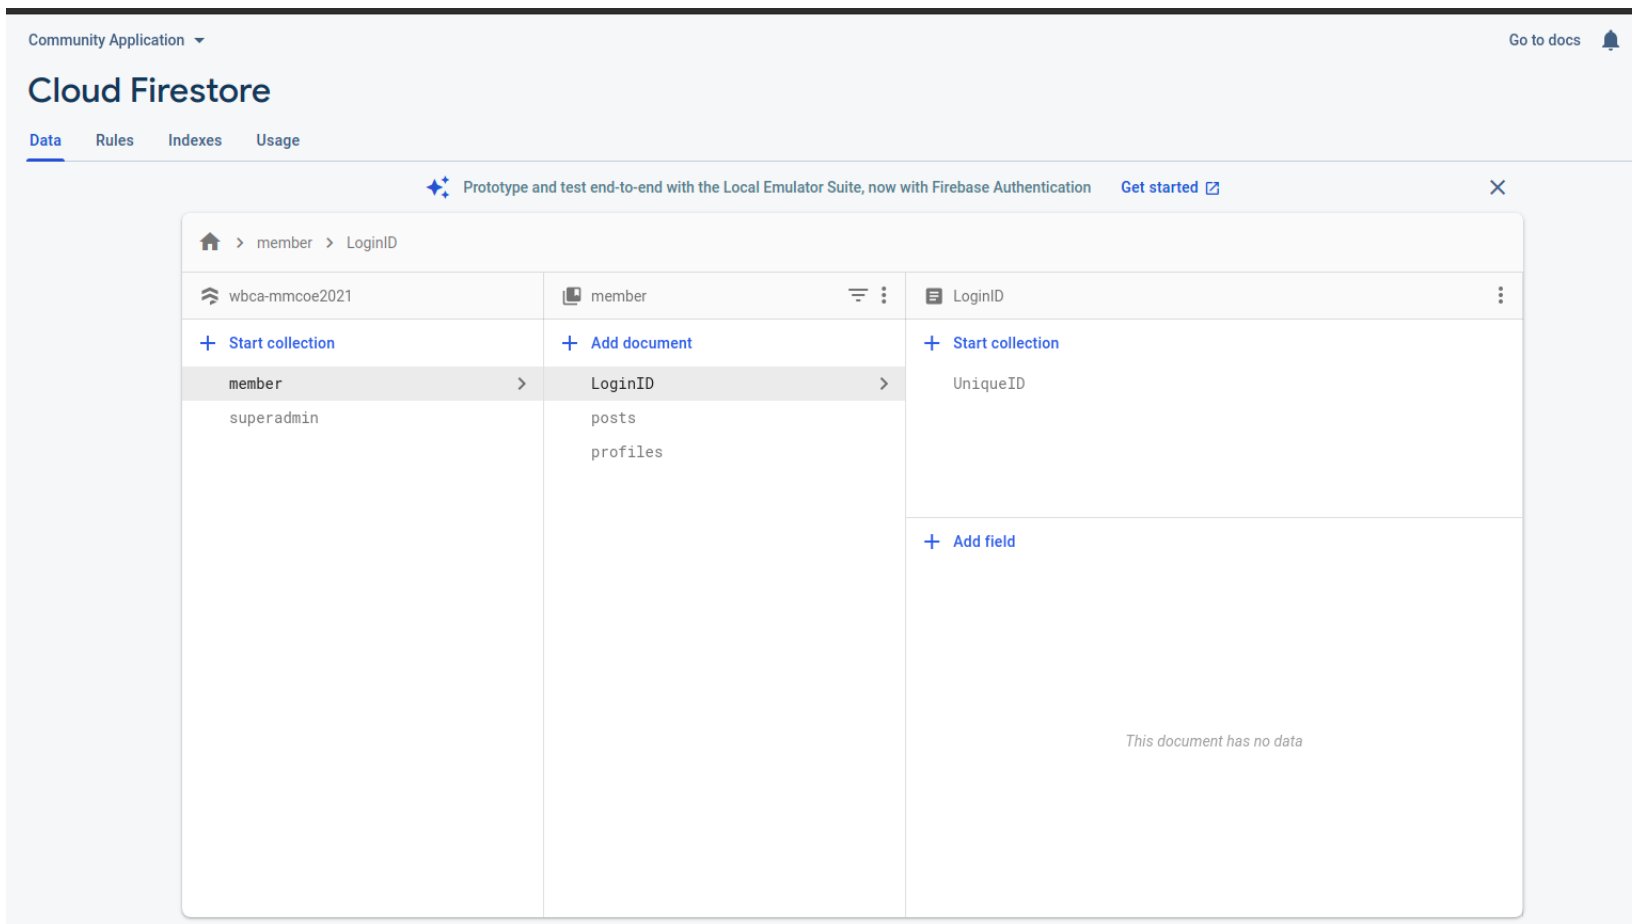 Community Application
Go to docs
Cloud Firestore
Data Rules Indexes Usage
Prototype and test end-to-end with the Local Emulator Suite, now with Firebase Authentication Get started
member > LoginID
wbca-mmcoe2021
Start collection
member
superadmin
member
Add document
LoginID
posts
profiles
LoginID
Start collection
UniqueID
Add field
This document has no data